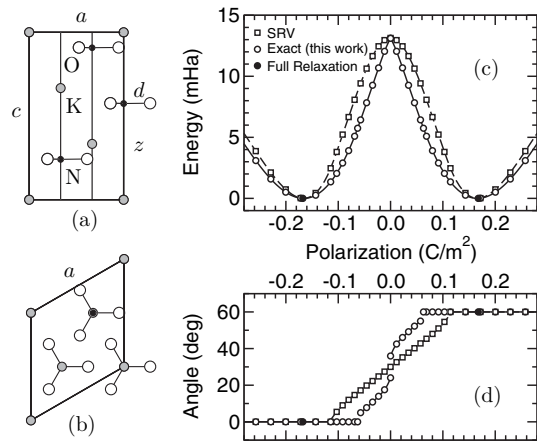 a
O
K
d
c
z
N
(a)
a
(b)
15
10
5
0
Energy (mHa)
SRV
Exact (this work)
Full Relaxation
(c)
-0.2 -0.1 0.0 0.1 0.2
Polarization (C/m²)
-0.2 -0.1 0.0 0.1 0.2
60
40
20
0
Angle (deg)
(d)